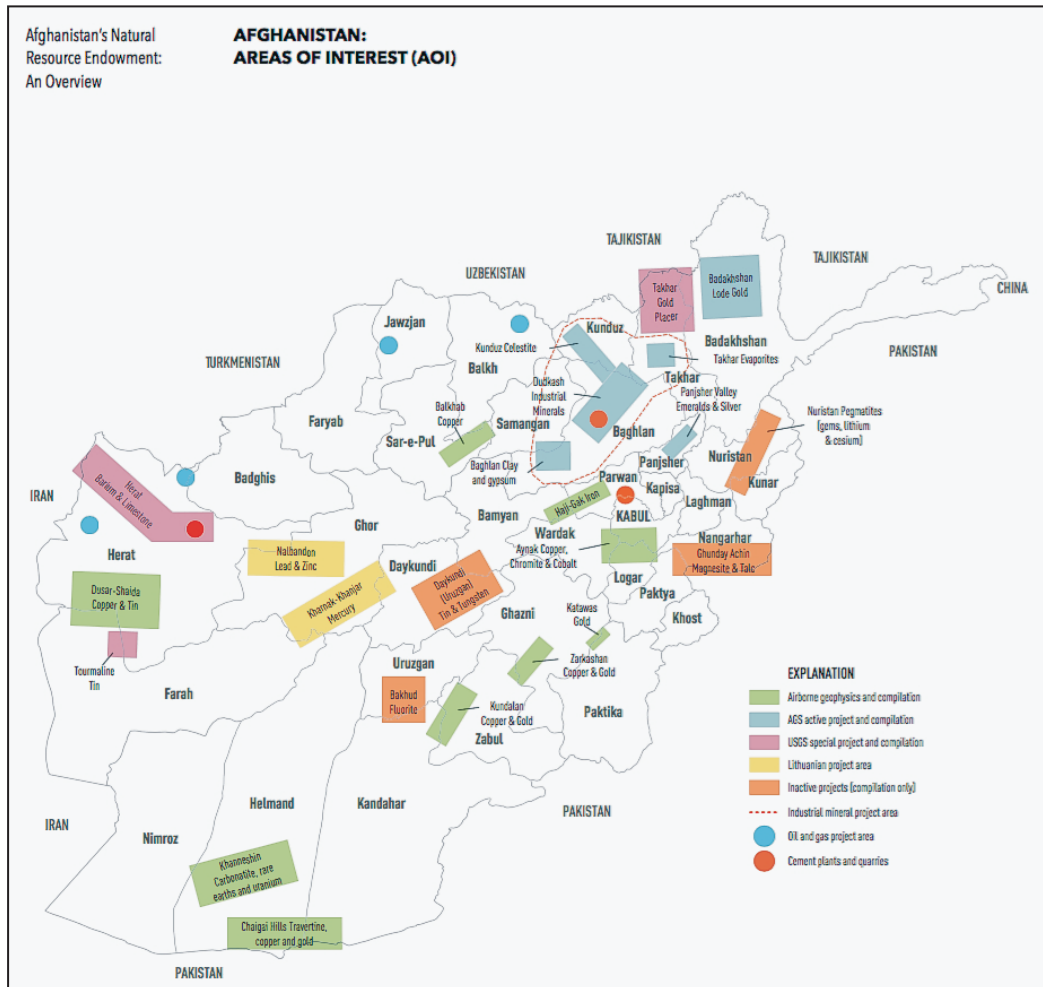 Afghanistan's Natural
Resource Endowment:
An Overview
AFGHANISTAN:
AREAS OF INTEREST (AOI)
TAJIKISTAN
TAJIKISTAN
UZBEKISTAN
CHINA
Badakhshan
Lode Gold
Takhar
Gold
Placer
Jawzjan
Kunduz
Kunduz Celestite
Badakhshan
PAKISTAN
TURKMENISTAN
Balkh
Takhar Evaporites
Dudkash
Industrial
Minerals
Takhar
Panjsher Valley
Emeralds & Silver
Balkhab
Copper
Faryab
Samangan
Baghlan
Nuristan Pegmatites
(gems, lithium
& cesium)
Sar-e-Pul
Baghlan Clay
and gypsum
Panjsher
Nuristan
Badghis
Parwan
Kapisa
Kunar
IRAN
Herat
Barium & Limestone
Haji-Gak Iron
Laghman
Bamyan
KABUL
Ghor
Wardak
Nangarhar
Herat
Nalbandon
Lead & Zinc
Daykundi
Aynak Copper,
Chromite & Cobalt
Ghunday Achin
Magnesite & Talc
Dusar-Shaida
Copper & Tin
Kharnak-Khanjar
Mercury
Daykundi
(Uruzgan)
Tin & Tungsten
Logar
Paktya
Ghazni
Katawas
Gold
Khost
Tourmaline
Tin
Uruzgan
Zarkashan
Copper & Gold
Farah
Bakhud
Fluorite
Kundalan
Copper & Gold
Paktika
Zabul
EXPLANATION
Airborne geophysics and compilation
AGS active project and compilation
USGS special project and compilation
Lithuanian project area
Inactive projects (compilation only)
Industrial mineral project area
Oil and gas project area
Cement plants and quarries
Helmand
Kandahar
PAKISTAN
IRAN
Nimroz
Khanneshin
Carbonatite, rare
earths and uranium
Chaigai Hills Travertine,
copper and gold
PAKISTAN